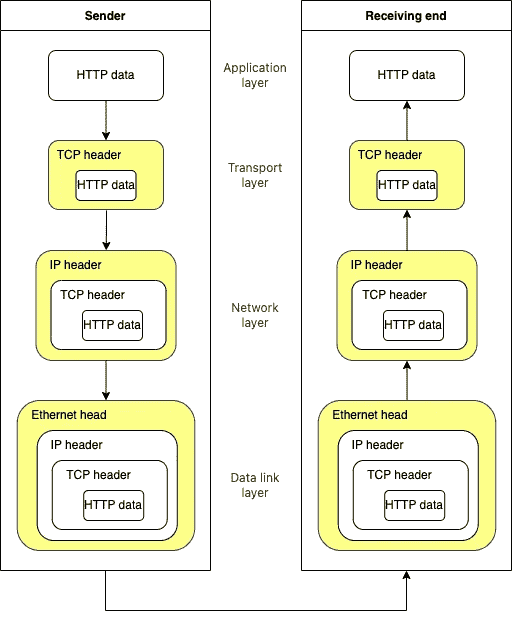 Sender
Receiving end
HTTP data
Application
layer
HTTP data
TCP header
HTTP data
Transport
layer
TCP header
HTTP data
IP header
TCP header
HTTP data
Network
layer
IP header
TCP header
HTTP data
Ethernet head
IP header
TCP header
HTTP data
Data link
layer
Ethernet head
IP header
TCP header
HTTP data